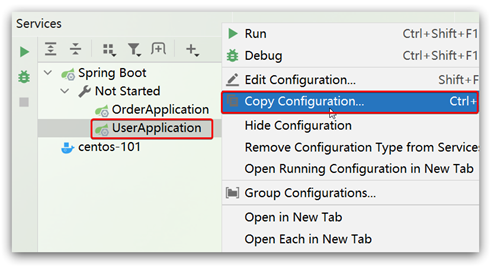 Services
Spring Boot
Not Started
OrderApplication
UserApplication
centos-101
Run Ctrl+Shift+F1
Debug Ctrl+Shift+F1
Edit Configuration... Shift+F
Copy Configuration... Ctrl+
Hide Configuration
Remove Configuration Type from Service
Open Running Configuration in New Tab
Group Configurations...
Open in New Tab
Open Each in New Tab